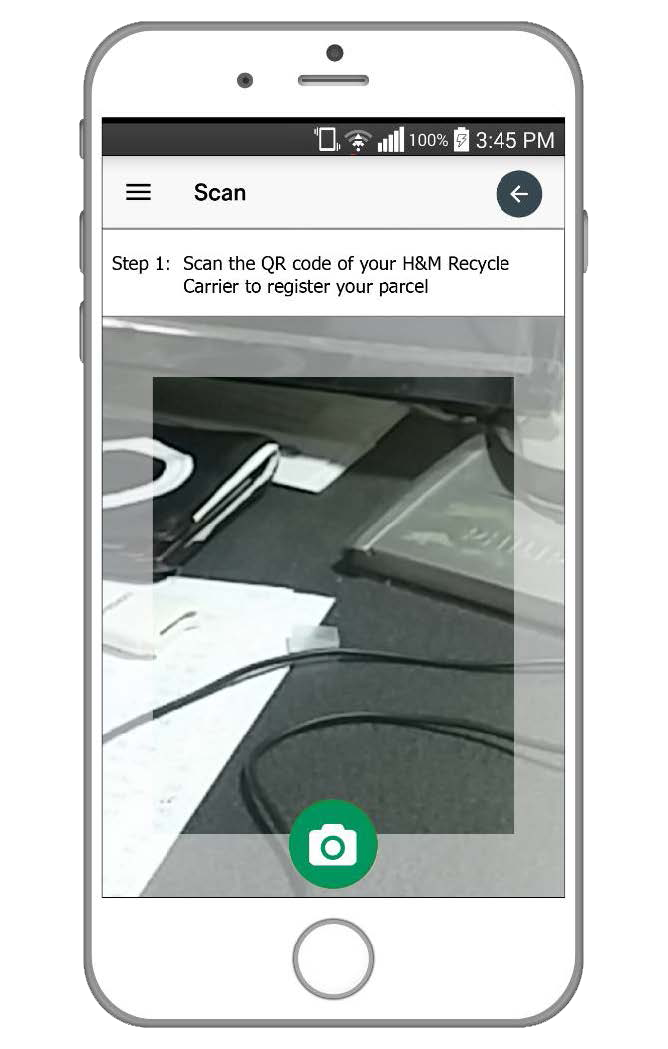 100% 3:45 PM
Scan
Step 1: Scan the QR code of your H&M Recycle
Carrier to register your parcel